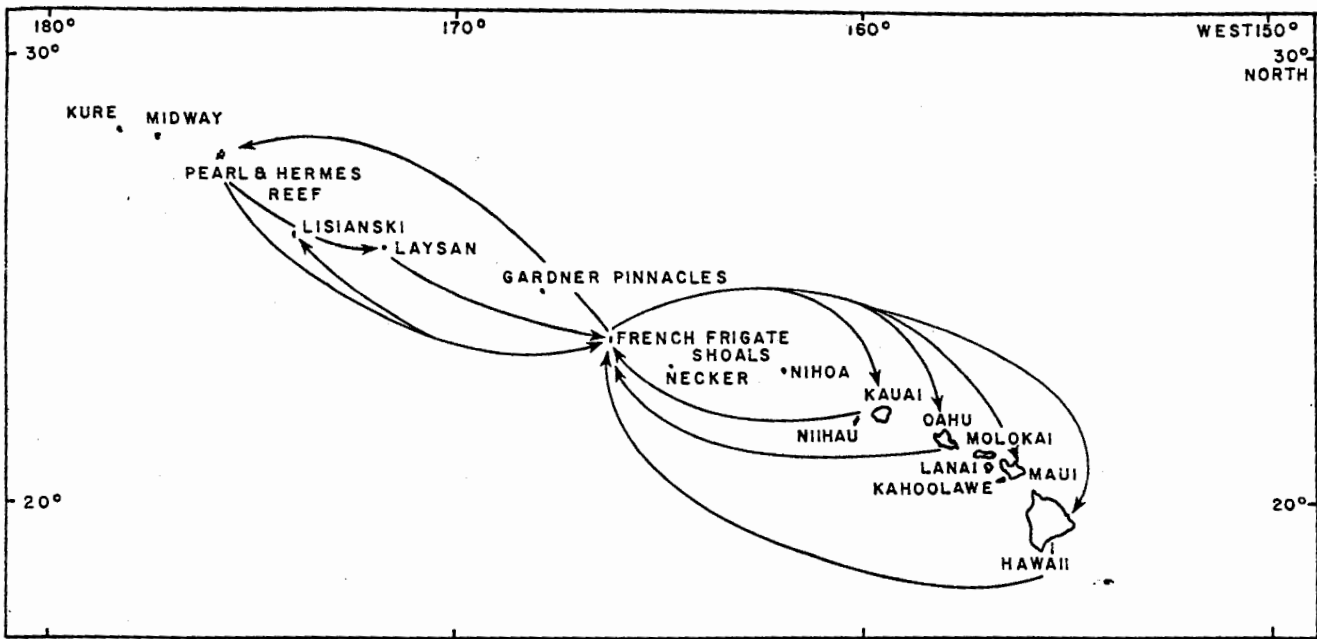 180°
170°
160°
WEST150°
30°
30°
NORTH
KURE
MIDWAY
PEARL & HERMES
REEF
LISIANSKI
LAYSAN
GARDNER PINNACLES
FRENCH FRIGATE
SHOALS
NECKER
NIHOA
KAUAI
NIIHAU
OAHU
MOLOKAI
LANAI
MAUI
KAHOOLAWE
20°
20°
HAWAII